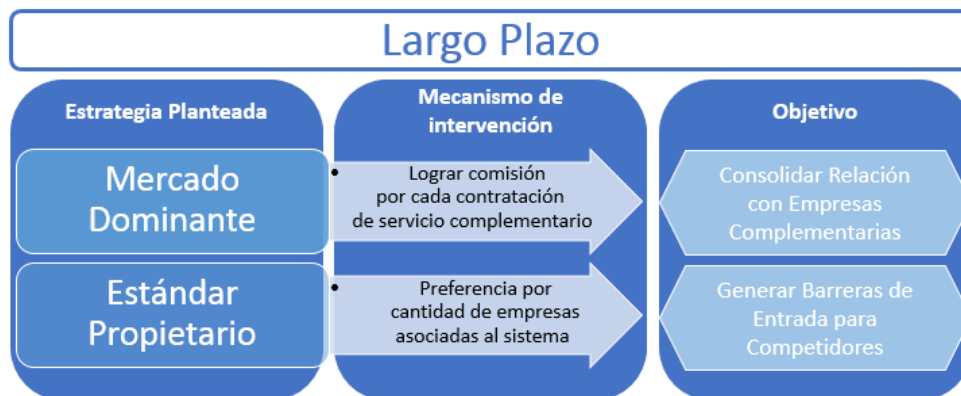 Largo Plazo
Estrategia Planteada
Mecanismo de
intervención
Objetivo
Mercado
Dominante
• Lograr comisión
por cada contratación
de servicio complementario
Consolidar Relación
con Empresas
Complementarias
Estándar
Propietario
• Preferencia por
cantidad de empresas
asociadas al sistema
Generar Barreras de
Entrada para
Competidores